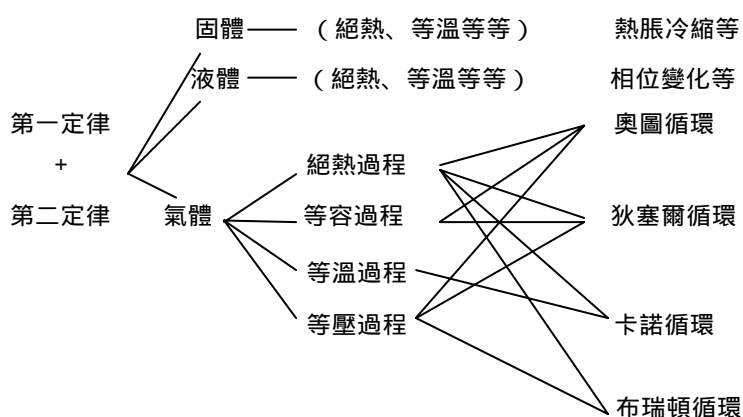 固體 （絕熱、等溫等等） 熱脹冷縮等
液體 （絕熱、等溫等等） 相位變化等
第一定律 奧圖循環
+ 絕熱過程
第二定律 氣體 等容過程 狄塞爾循環
等溫過程
等壓過程 卡諾循環
布瑞頓循環